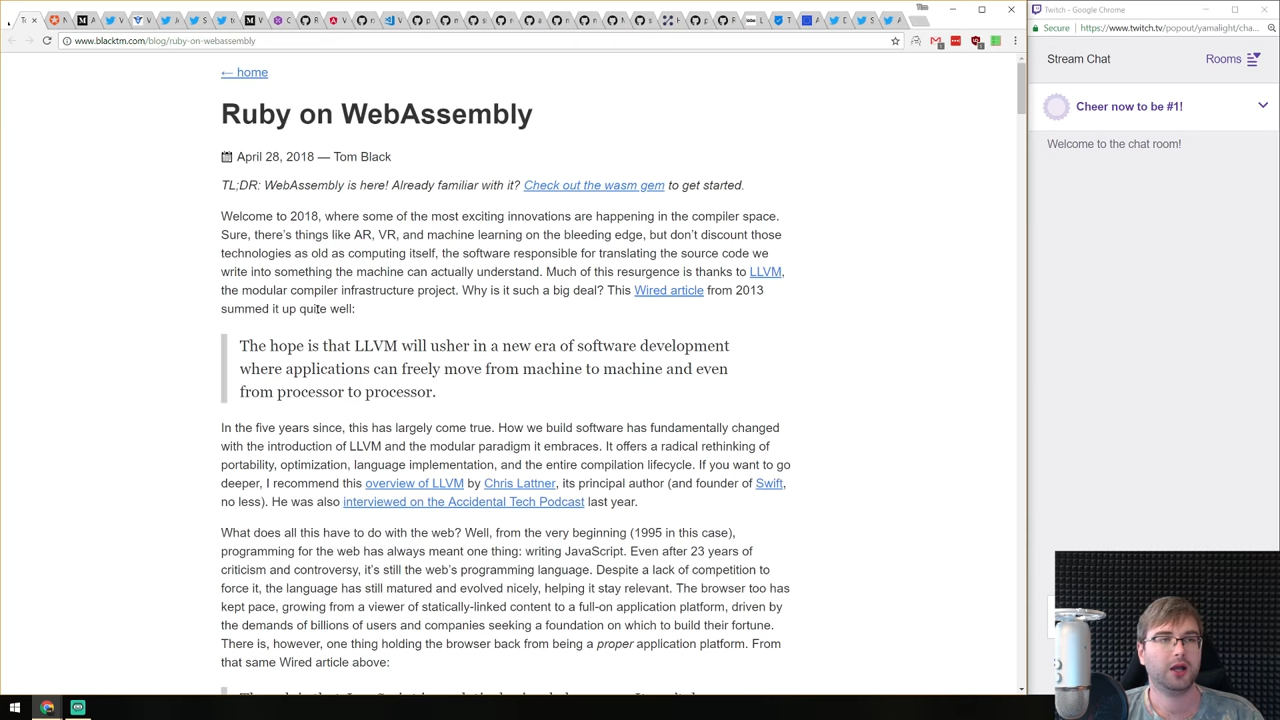 Twitch - Google Chrome
www.blacktm.com/blog/ruby-on-webassembly
Secure
https://www.twitch.tv/popout/yamalight/cha...
← home
Ruby on WebAssembly
April 28, 2018 — Tom Black
TL;DR: WebAssembly is here! Already familiar with it? Check out the wasm gem to get started.
Welcome to 2018, where some of the most exciting innovations are happening in the compiler space.
Sure, there's things like AR, VR, and machine learning on the bleeding edge, but don't discount those
technologies as old as computing itself, the software responsible for translating the source code we
write into something the machine can actually understand. Much of this resurgence is thanks to LLVM,
the modular compiler infrastructure project. Why is it such a big deal? This Wired article from 2013
summed it up quite well:
The hope is that LLVM will usher in a new era of software development
where applications can freely move from machine to machine and even
from processor to processor.
In the five years since, this has largely come true. How we build software has fundamentally changed
with the introduction of LLVM and the modular paradigm it embraces. It offers a radical rethinking of
portability, optimization, language implementation, and the entire compilation lifecycle. If you want to go
deeper, I recommend this overview of LLVM by Chris Lattner, its principal author (and founder of Swift,
no less). He was also interviewed on the Accidental Tech Podcast last year.
What does all this have to do with the web? Well, from the very beginning (1995 in this case),
programming for the web has always meant one thing: writing JavaScript. Even after 23 years of
criticism and controversy, it's still the web's programming language. Despite a lack of competition to
force it, the language has still matured and evolved nicely, helping it stay relevant. The browser too has
kept pace, growing from a viewer of statically-linked content to a full-on application platform, driven by
the demands of billions of users and companies seeking a foundation on which to build their fortune.
There is, however, one thing holding the browser back from being a proper application platform. From
that same Wired article above:
Stream Chat
Rooms
Cheer now to be #1!
Welcome to the chat room!